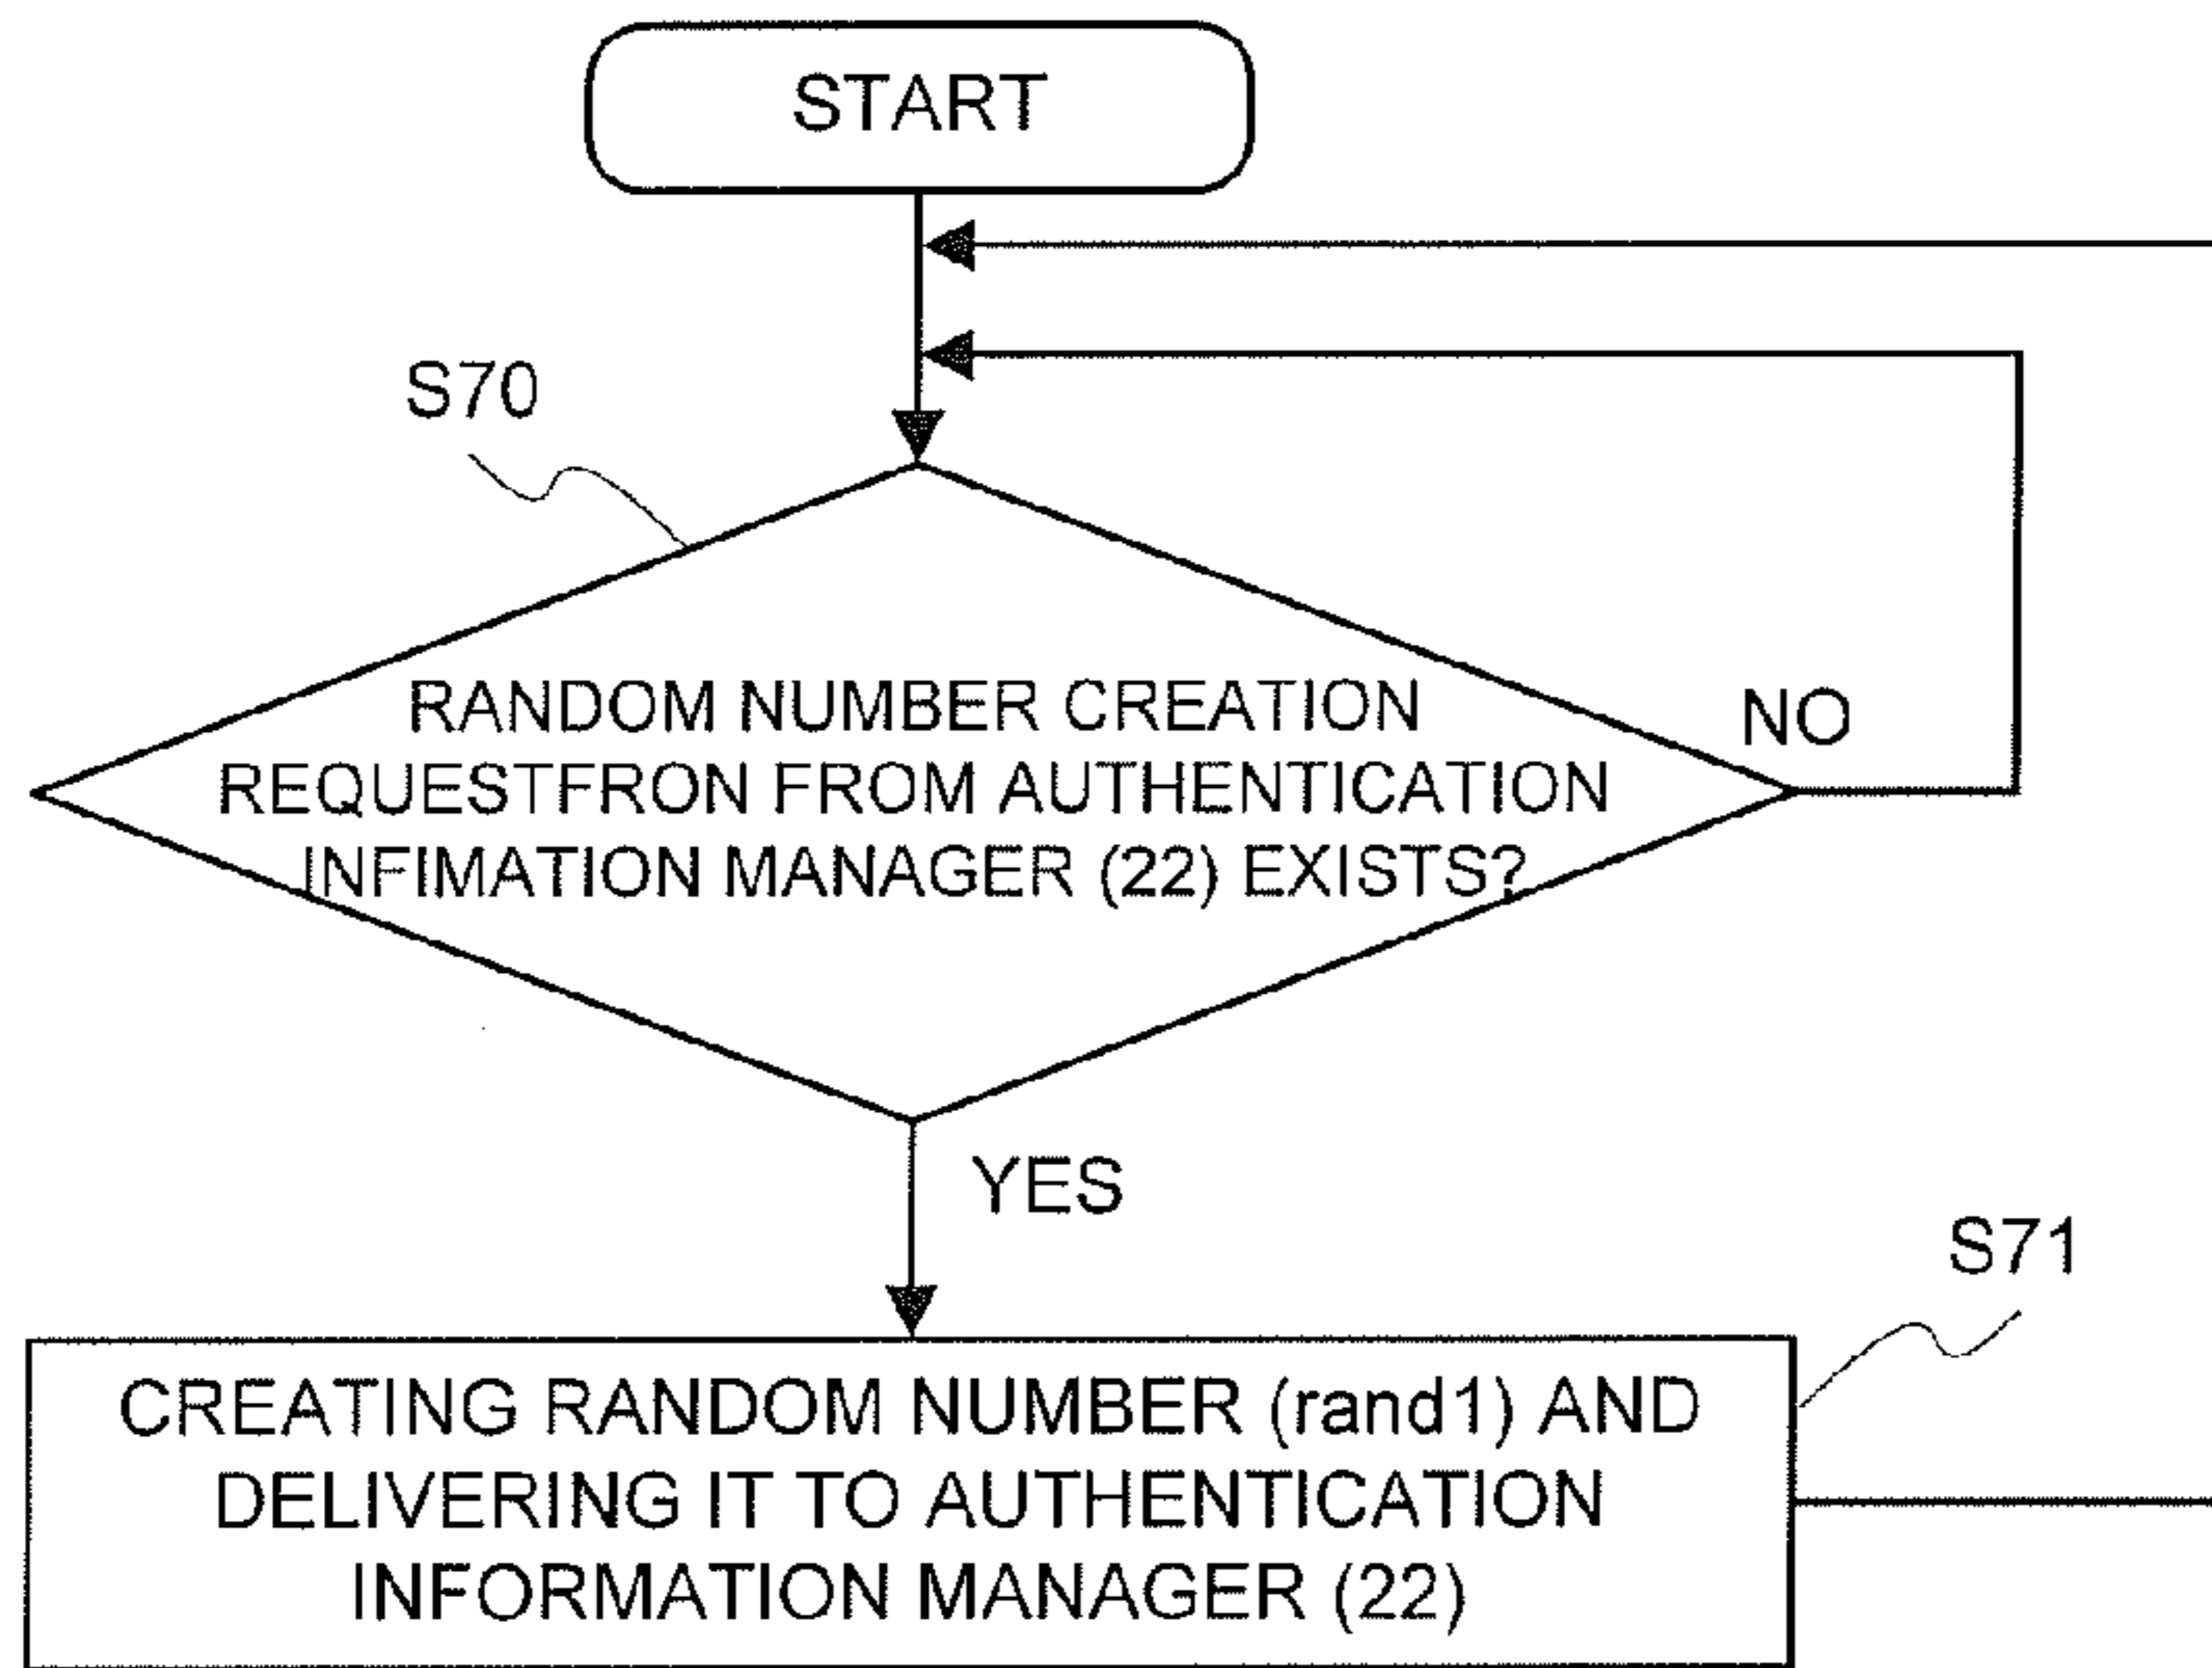 START
S70
RANDOM NUMBER CREATION
REQUESTFRON FROM AUTHENTICATION
INFIMATION MANAGER (22) EXISTS?
NO
YES
S71
CREATING RANDOM NUMBER (rand1) AND
DELIVERING IT TO AUTHENTICATION
INFORMATION MANAGER (22)